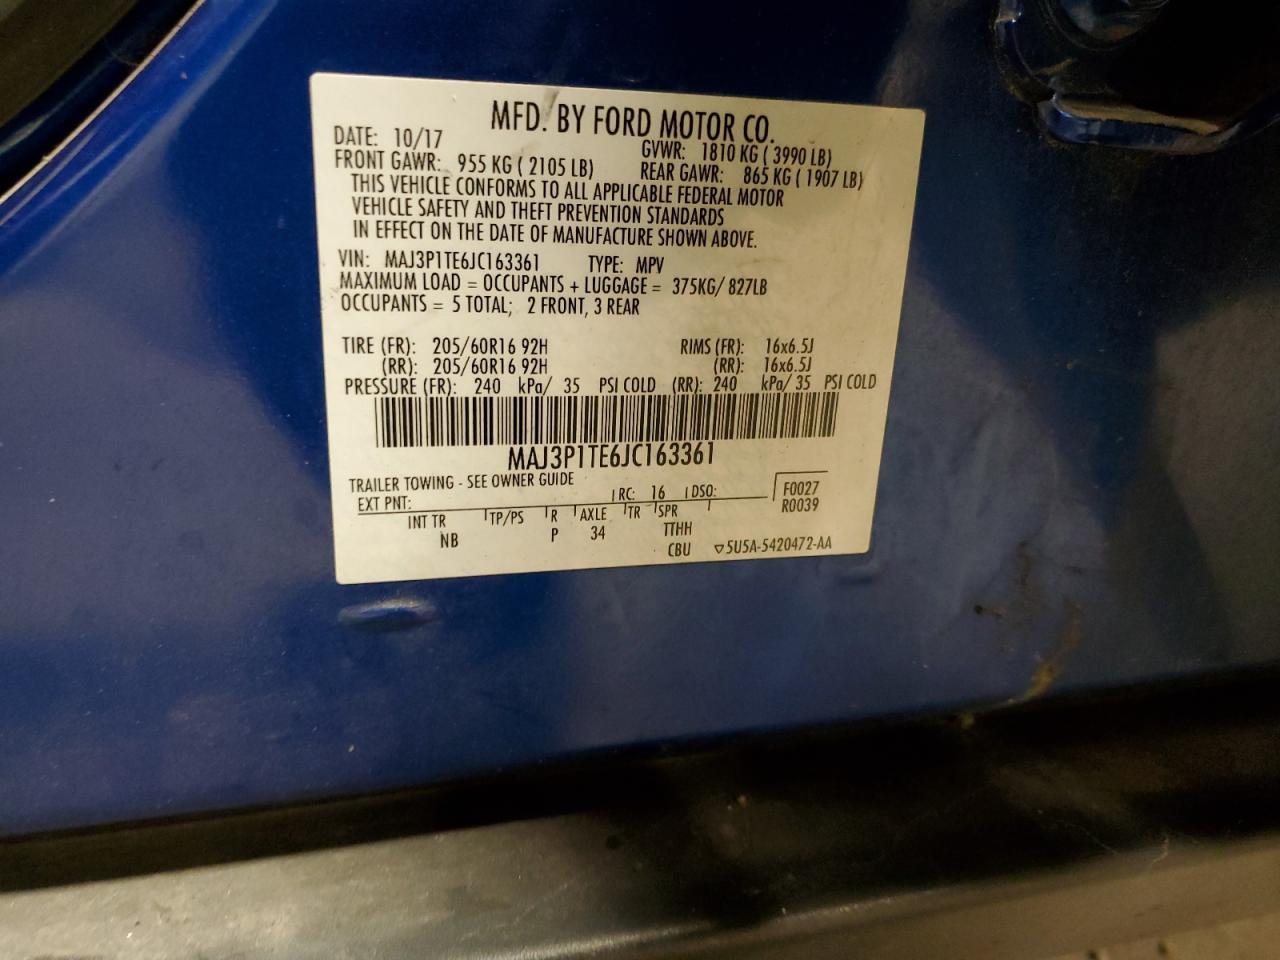 MFD. BY FORD MOTOR CO.
DATE: 10/17 GVWR: 1810 KG ( 3990 LB)
FRONT GAWR: 955 KG ( 2105 LB) REAR GAWR: 865 KG ( 1907 LB)
THIS VEHICLE CONFORMS TO ALL APPLICABLE FEDERAL MOTOR
VEHICLE SAFETY AND THEFT PREVENTION STANDARDS
IN EFFECT ON THE DATE OF MANUFACTURE SHOWN ABOVE.
VIN: MAJ3P1TE6JC163361 TYPE: MPV
MAXIMUM LOAD = OCCUPANTS + LUGGAGE = 375KG/ 827LB
OCCUPANTS = 5 TOTAL; 2 FRONT, 3 REAR
TIRE (FR): 205/60R16 92H RIMS (FR): 16x6.5J
(RR): 205/60R16 92H (RR): 16x6.5J
PRESSURE (FR): 240 kPa/ 35 PSI COLD (RR): 240 kPa/ 35 PSI COLD
MAJ3P1TE6JC163361
TRAILER TOWING - SEE OWNER GUIDE
EXT PNT: RC: 16 DSO: F0027
R0039
INT TR TP/PS R AXLE TR SPR
NB P 34 TTHH
CBU ▽5U5A-5420472-AA